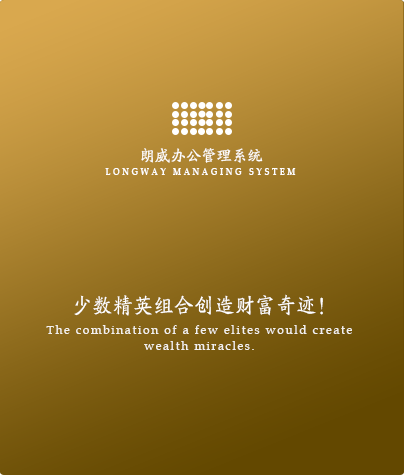 朗威办公管理系统
LONGWAY MANAGING SYSTEM
少数精英组合创造财富奇迹！
The combination of a few elites would create
wealth miracles.